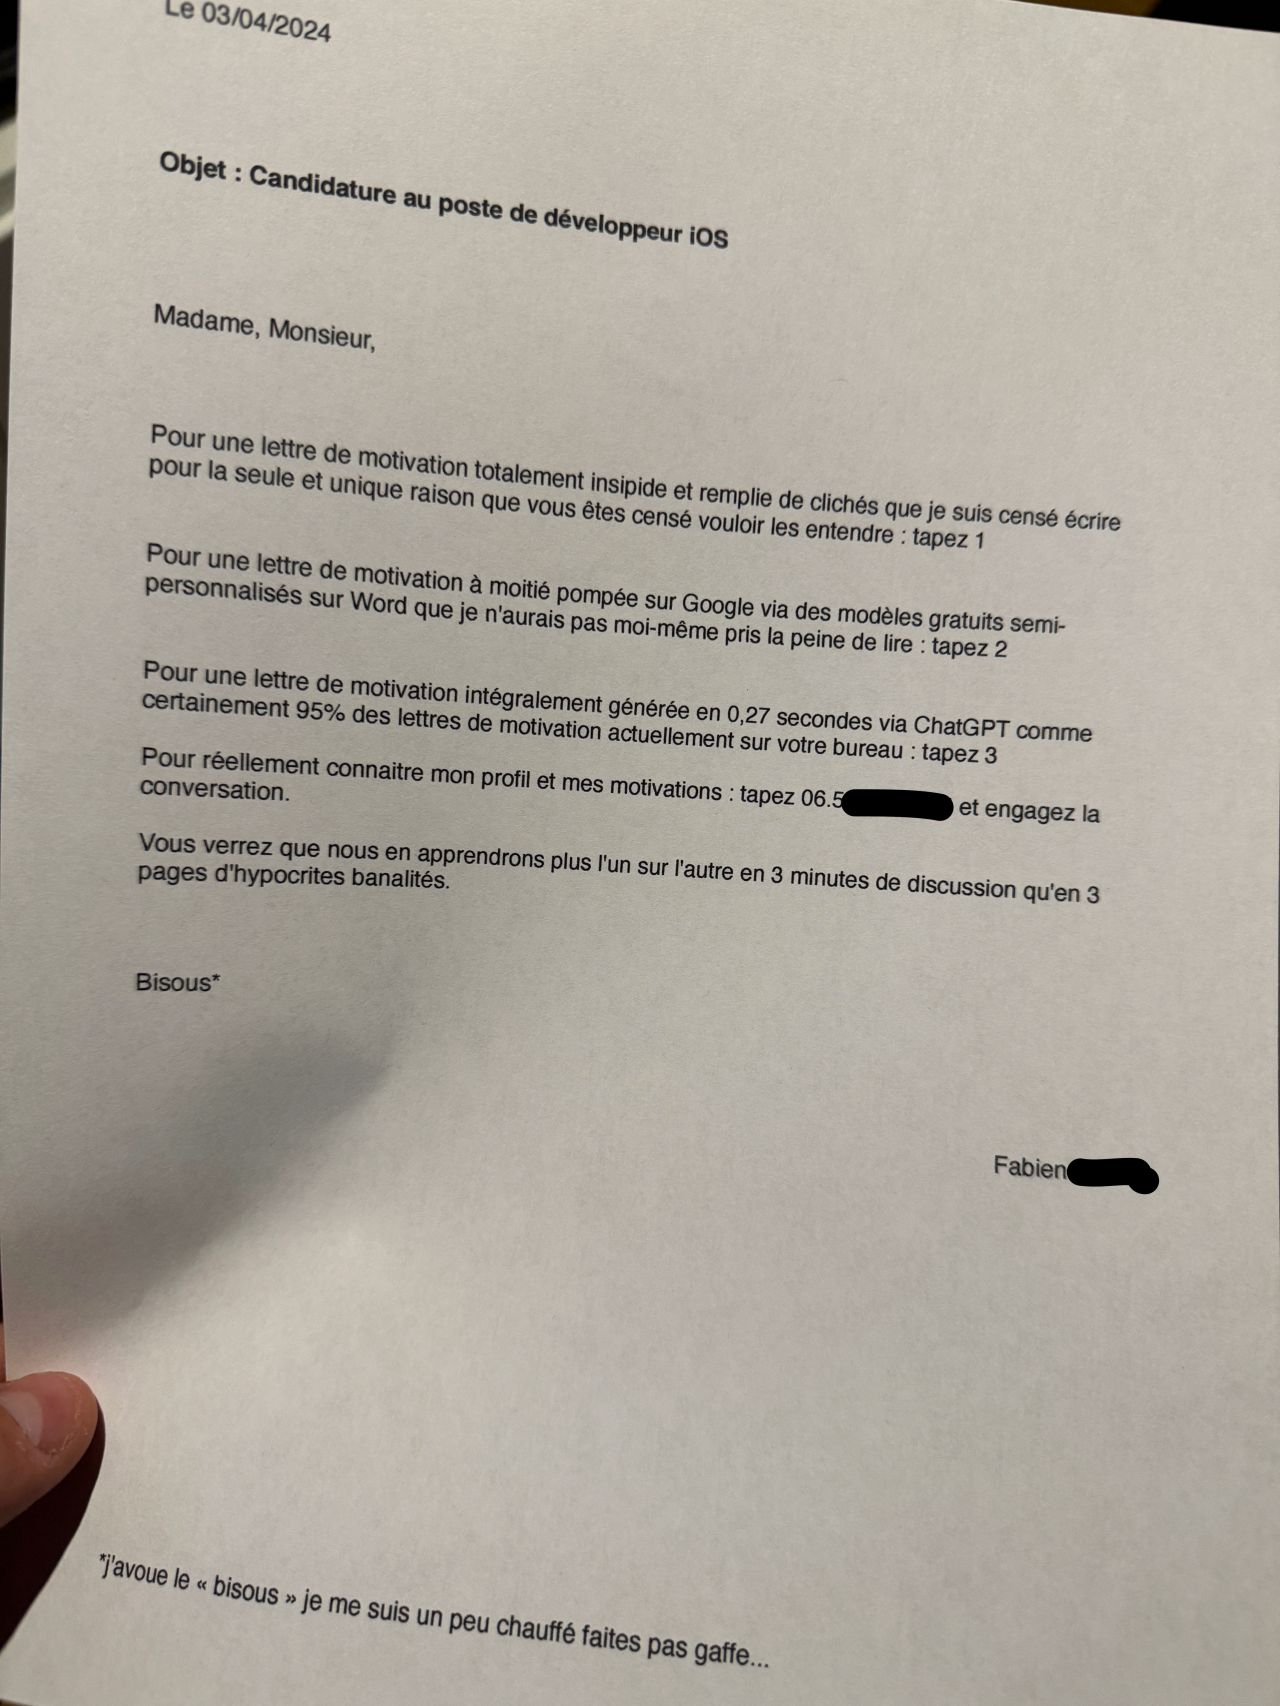 Le 03/04/2024
Objet : Candidature au poste de développeur iOS
Madame, Monsieur,
Pour une lettre de motivation totalement insipide et remplie de clichés que je suis censé écrire
pour la seule et unique raison que vous êtes censé vouloir les entendre : tapez 1
Pour une lettre de motivation à moitié pompée sur Google via des modèles gratuits semi-
personnalisés sur Word que je n'aurais pas moi-même pris la peine de lire : tapez 2
Pour une lettre de motivation intégralement générée en 0,27 secondes via ChatGPT comme
certainement 95% des lettres de motivation actuellement sur votre bureau : tapez 3
Pour réellement connaitre mon profil et mes motivations : tapez 06.5 et engagez la
conversation.
Vous verrez que nous en apprendrons plus l'un sur l'autre en 3 minutes de discussion qu'en 3
pages d'hypocrites banalités.
Bisous*
Fabien
*j'avoue le « bisous » je me suis un peu chauffé faites pas gaffe...